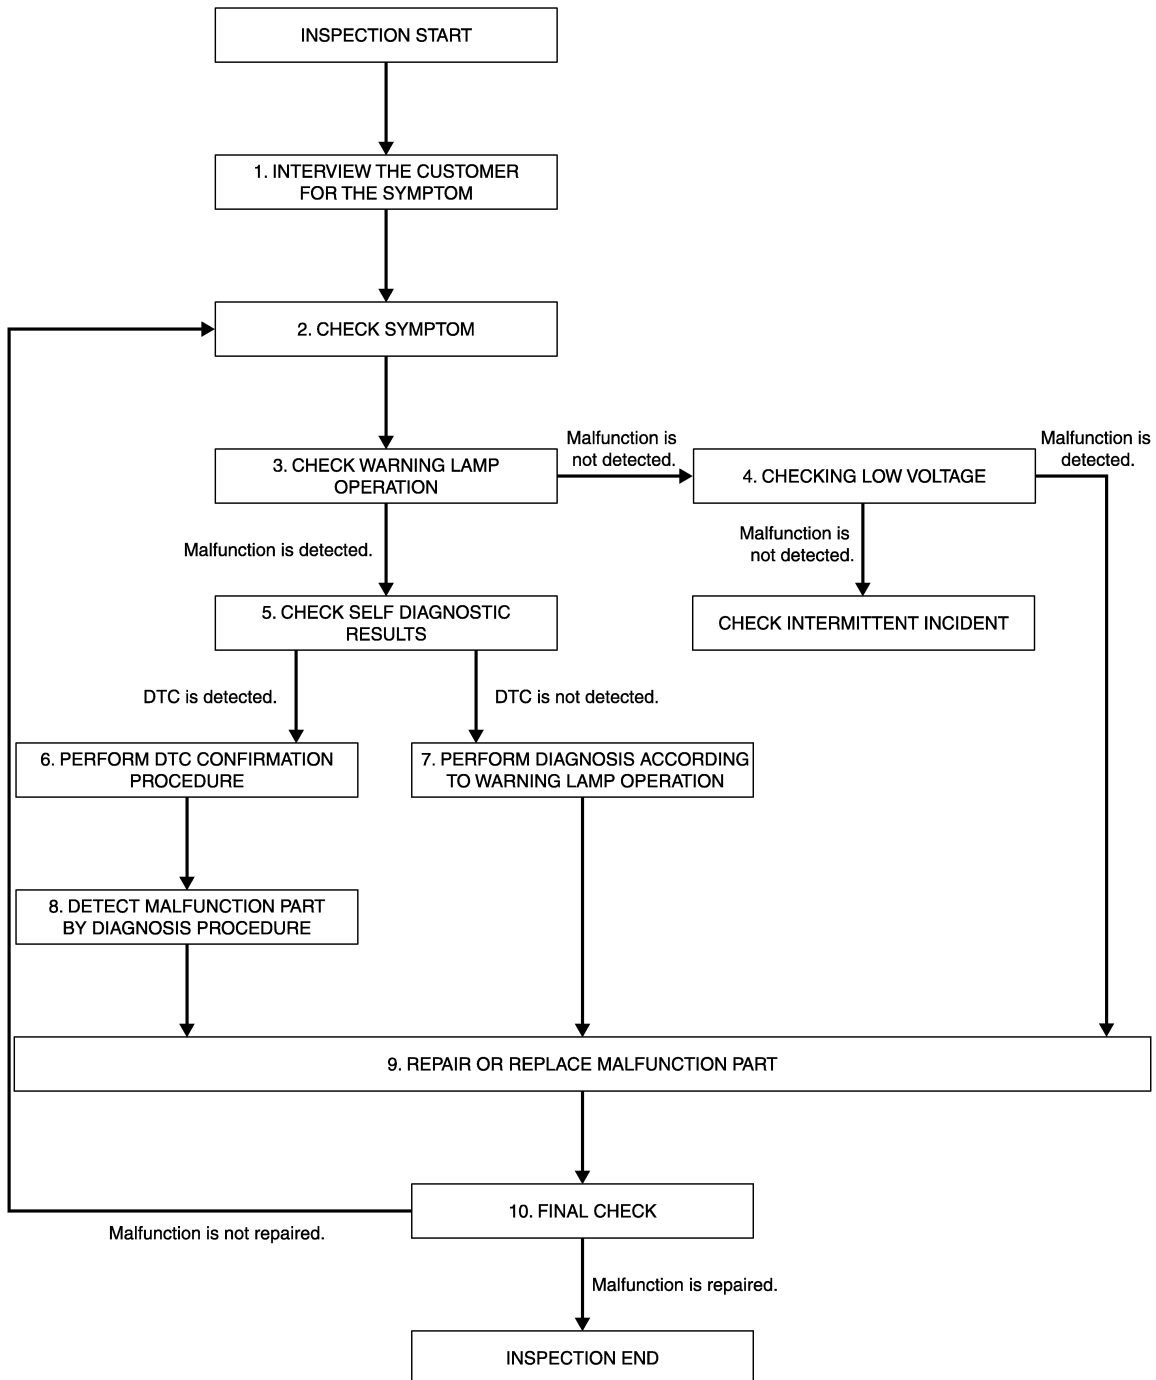 INSPECTION START
1. INTERVIEW THE CUSTOMER
FOR THE SYMPTOM
2. CHECK SYMPTOM
3. CHECK WARNING LAMP
OPERATION
Malfunction is
not detected.
4. CHECKING LOW VOLTAGE
Malfunction is
detected.
Malfunction is detected.
Malfunction is
not detected.
5. CHECK SELF DIAGNOSTIC
RESULTS
CHECK INTERMITTENT INCIDENT
DTC is detected.
DTC is not detected.
6. PERFORM DTC CONFIRMATION
PROCEDURE
7. PERFORM DIAGNOSIS ACCORDING
TO WARNING LAMP OPERATION
8. DETECT MALFUNCTION PART
BY DIAGNOSIS PROCEDURE
9. REPAIR OR REPLACE MALFUNCTION PART
10. FINAL CHECK
Malfunction is not repaired.
Malfunction is repaired.
INSPECTION END